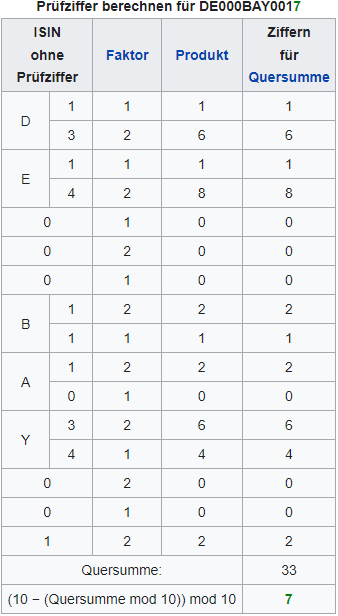 Prüfziffer berechnen für DE000BAY0017
ISIN ohne Prüfziffer Faktor Produkt Ziffern für Quersumme
D 1 1 1 1
3 2 6 6
E 1 1 1 1
4 2 8 8
0 1 0 0
0 2 0 0
0 1 0 0
B 1 2 2 2
1 1 1 1
A 1 2 2 2
0 1 0 0
Y 3 2 6 6
4 1 4 4
0 2 0 0
0 1 0 0
1 2 2 2
Quersumme: 33
(10 − (Quersumme mod 10)) mod 10 7